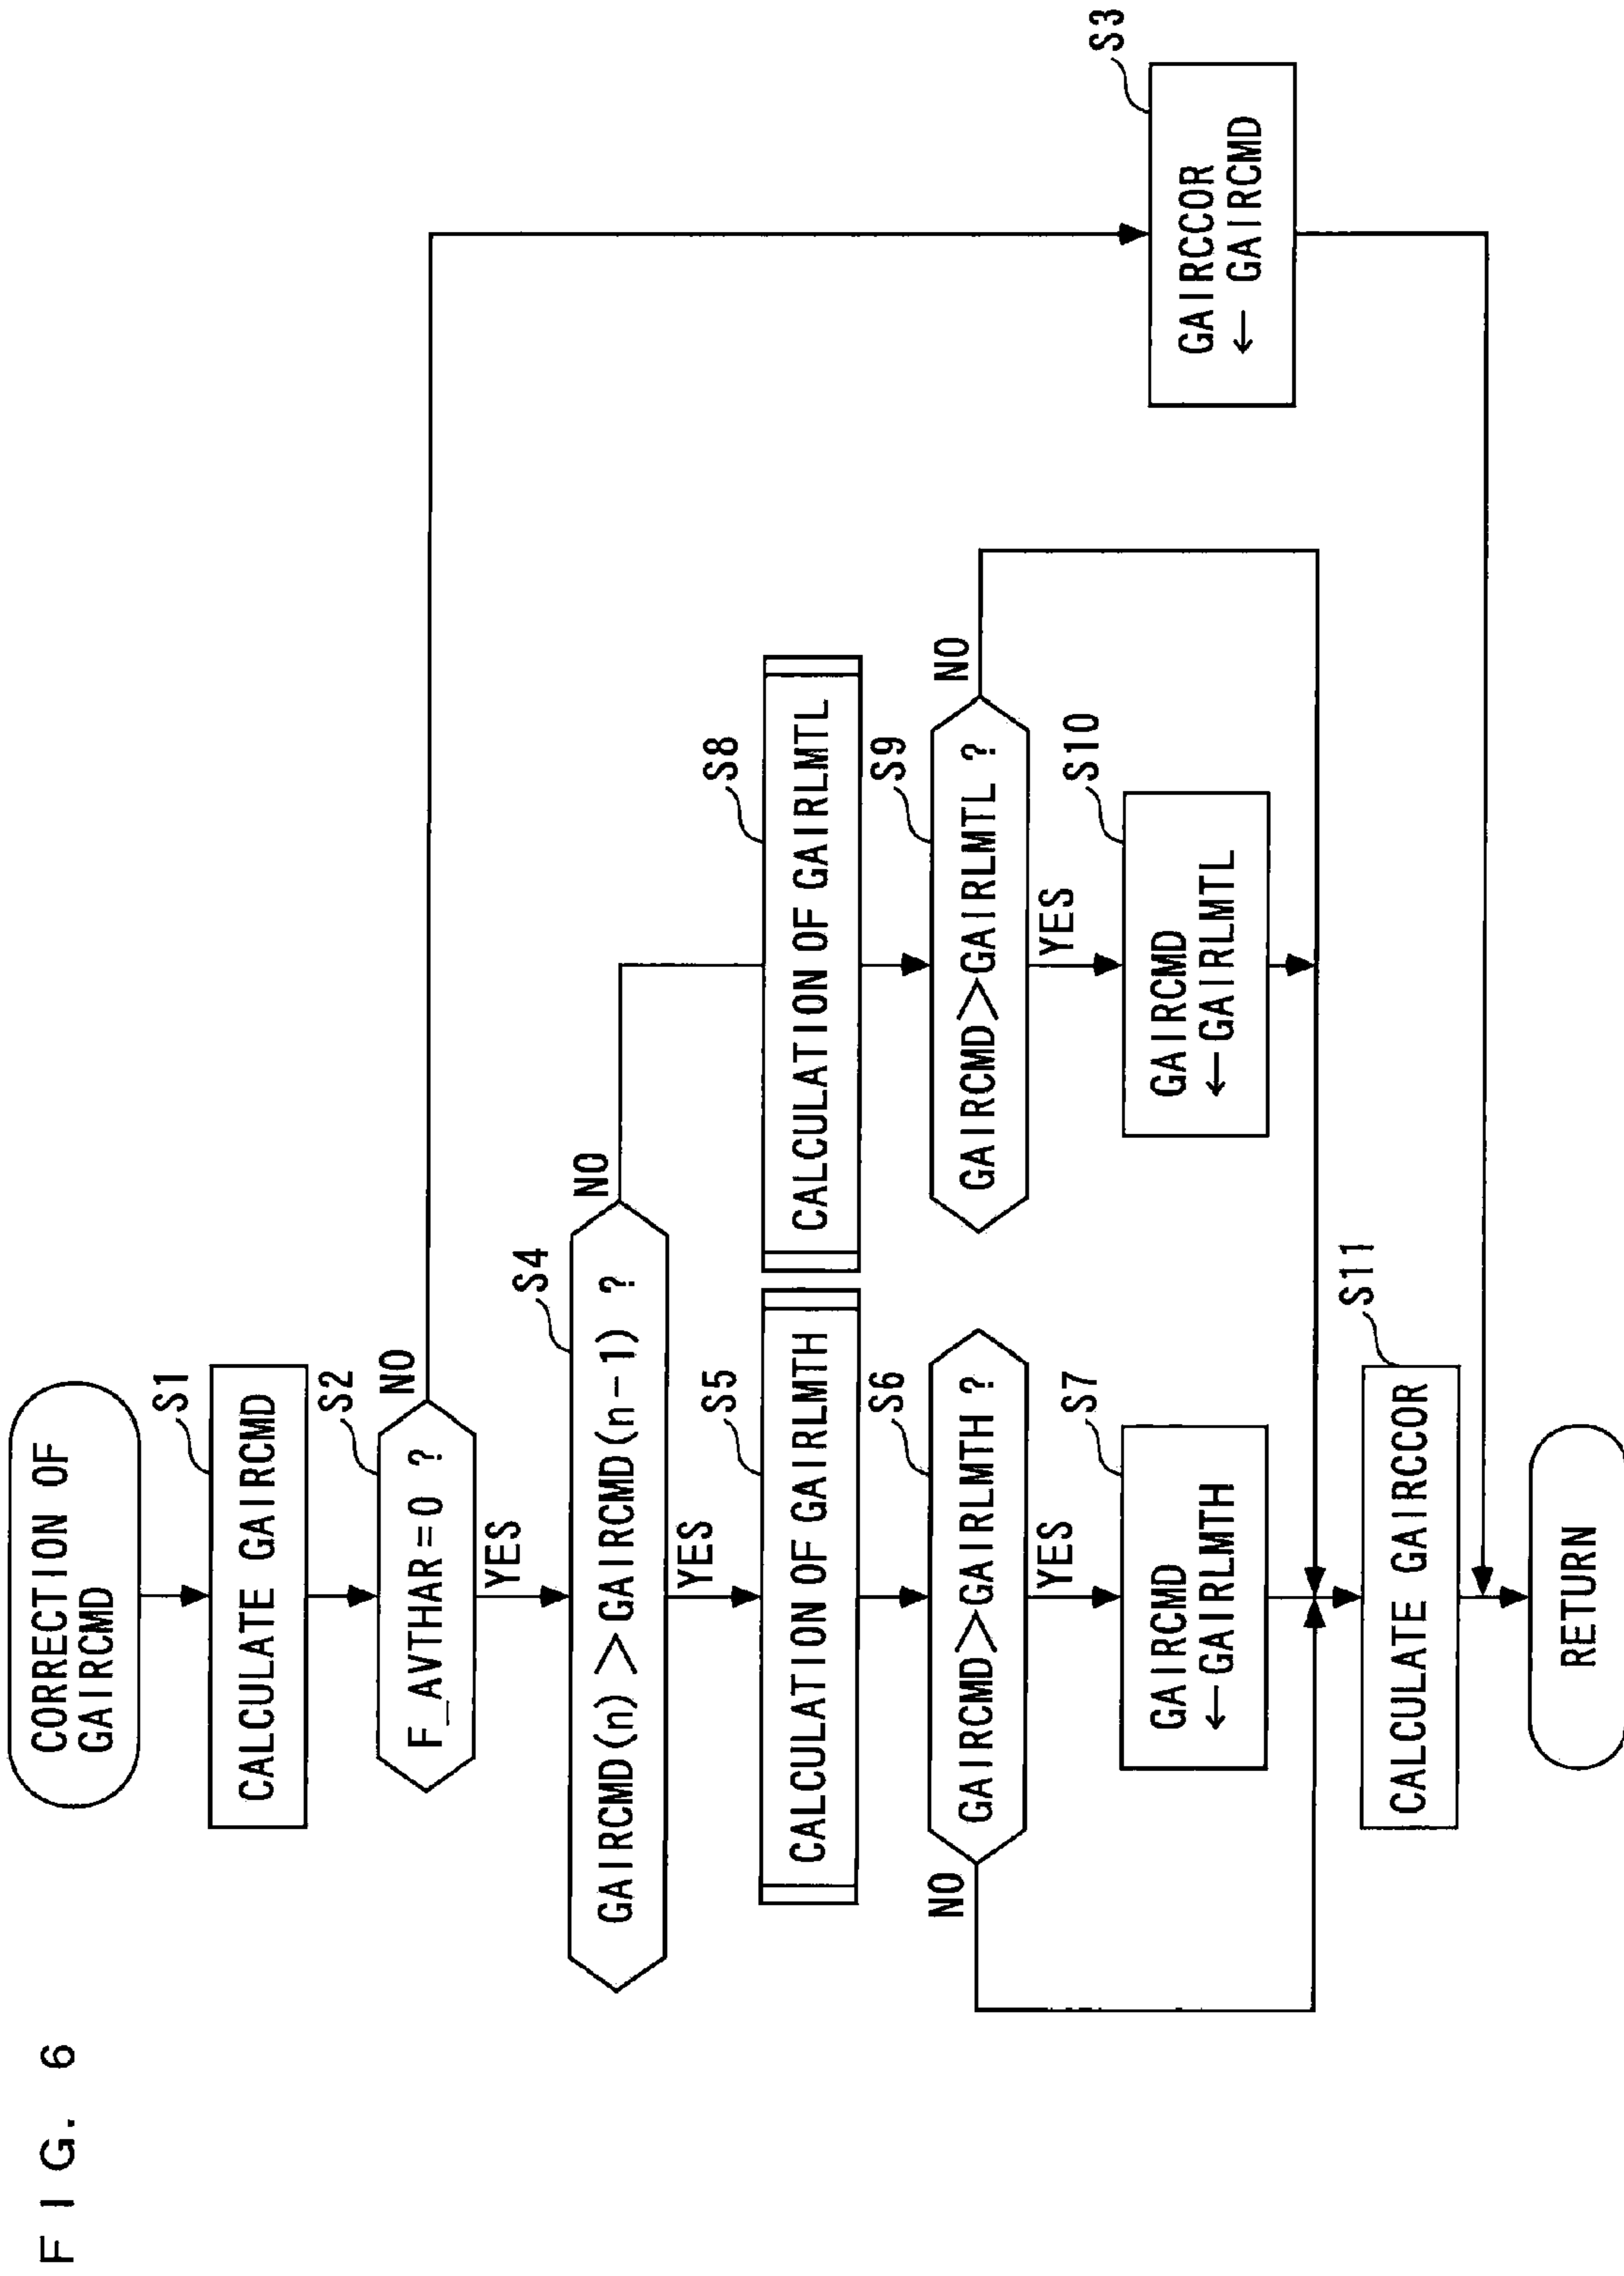 FIG. 6
CORRECTION OF
GAIRCMD
S1
CALCULATE GAIRCMD
S2
F_AVTHAR=0 ?
NO
YES
S4
GAIRCMD(n)>GAIRCMD(n-1) ?
NO
YES
S5
CALCULATION OF GAIRLMTH
S8
CALCULATION OF GAIRLMTL
S6
GAIRCMD>GAIRLMTH ?
NO
YES
S9
GAIRCMD>GAIRLMTL ?
NO
YES
S7
GAIRCMD
←GAIRLMTH
S10
GAIRCMD
←GAIRLMTL
S3
GAIRCCOR
← GAIRCMD
S11
CALCULATE GAIRCCOR
RETURN